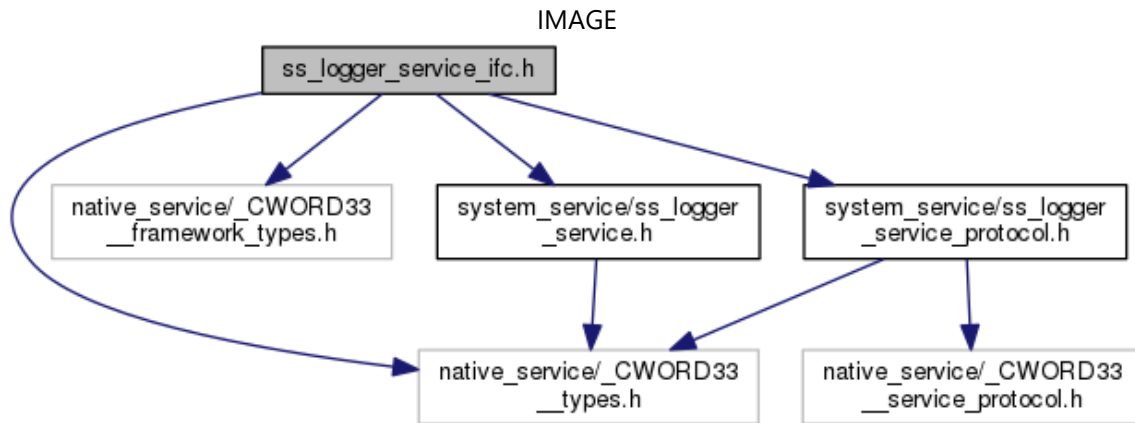 IMAGE
ss_logger_service_ifc.h
native_service/_CWORD33
__framework_types.h
system_service/ss_logger
_service.h
system_service/ss_logger
_service_protocol.h
native_service/_CWORD33
__types.h
native_service/_CWORD33
__service_protocol.h